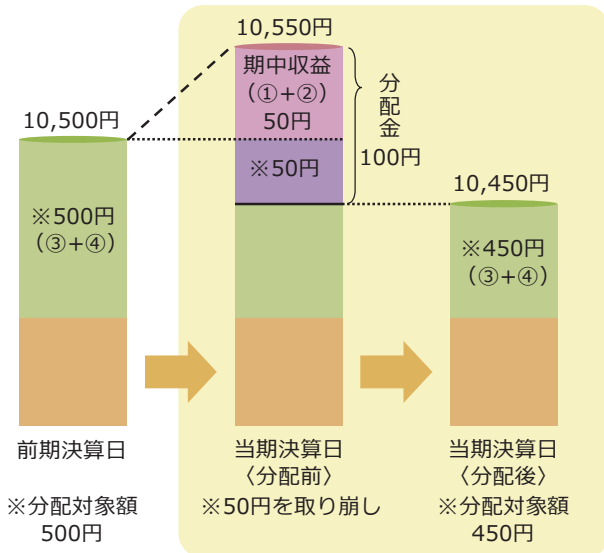 10,500円
※500円
(③+④)
前期決算日
※分配対象額
500円
10,550円
期中収益
(①+②)
50円
※50円
分配金
100円
当期決算日
〈分配前〉
※50円を取り崩し
10,450円
※450円
(③+④)
当期決算日
〈分配後〉
※分配対象額
450円